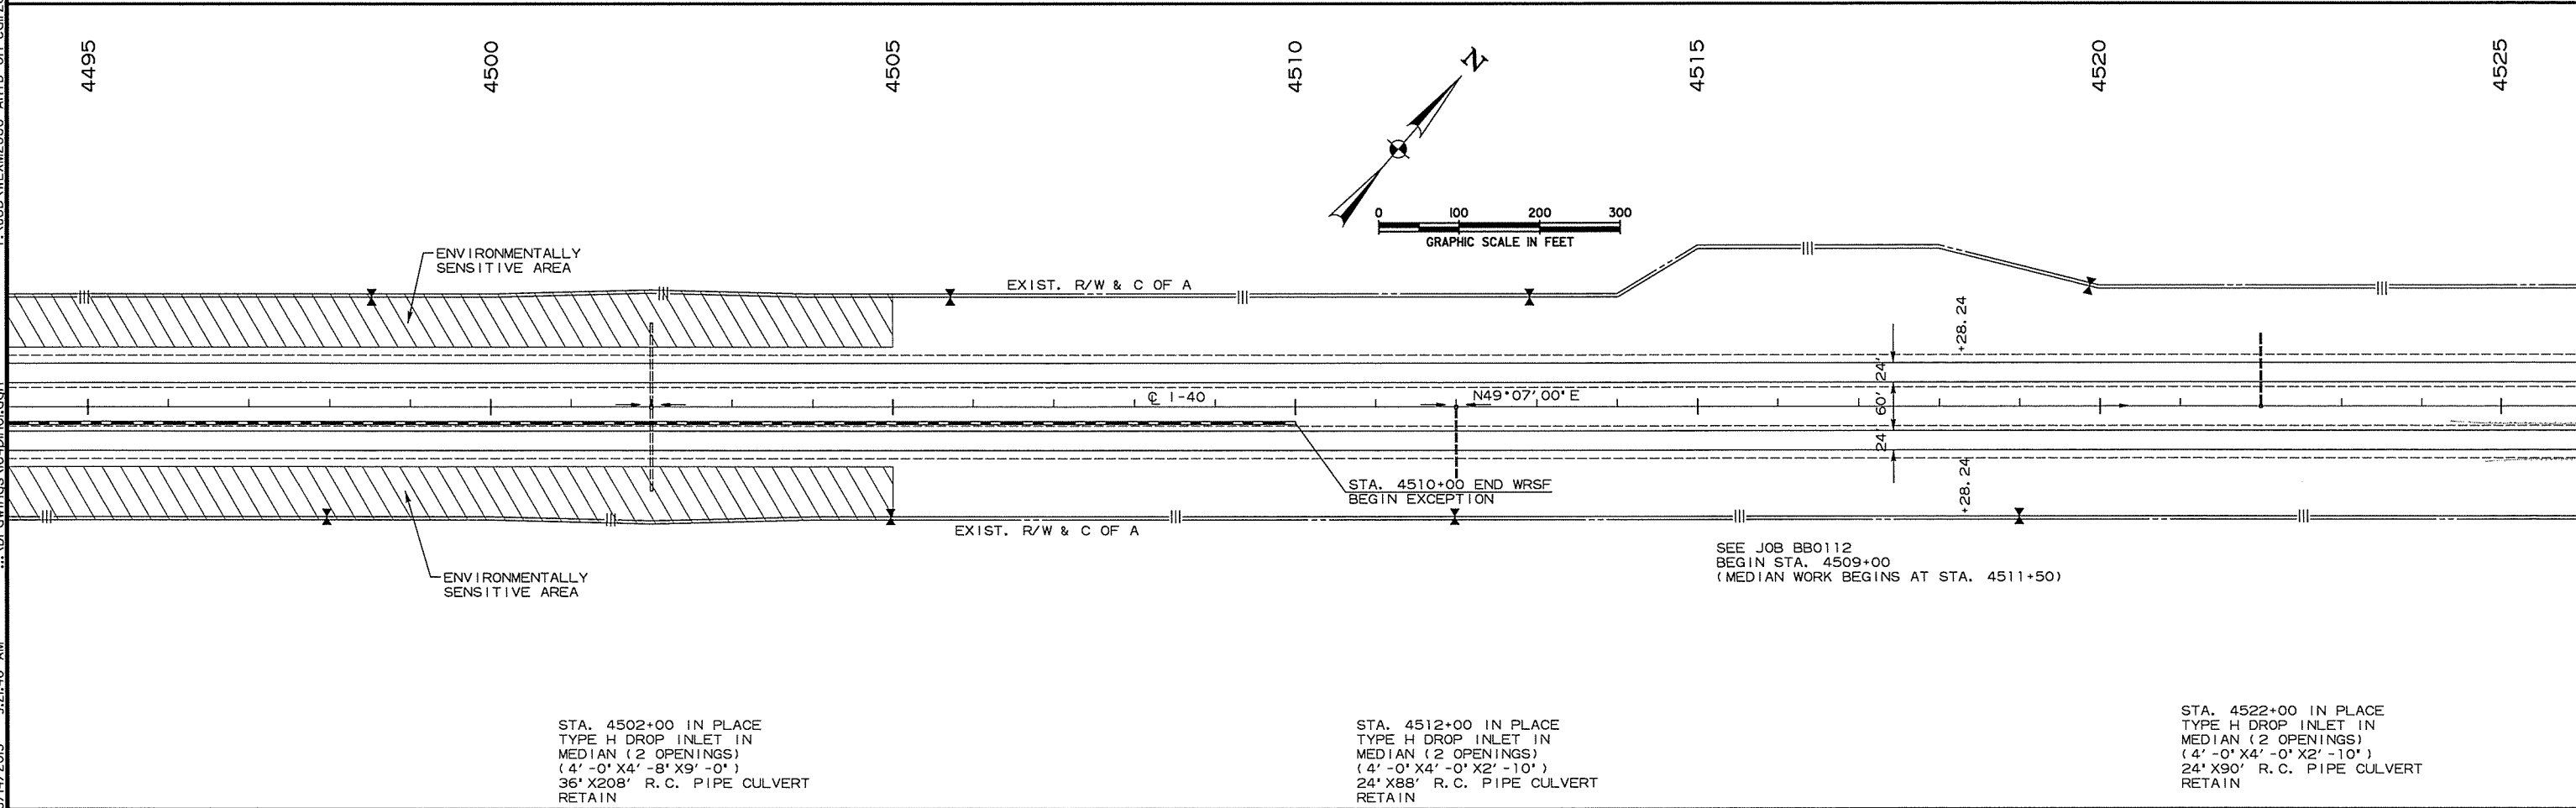 4495
4500
4505
4510
4515
4520
4525
N
0 100 200 300
GRAPHIC SCALE IN FEET
ENVIRONMENTALLY
SENSITIVE AREA
EXIST. R/W & C OF A
+28.24
24'
60'
24'
+28.24
℄ I-40
N49°07'00"E
STA. 4510+00 END WRSF
BEGIN EXCEPTION
EXIST. R/W & C OF A
ENVIRONMENTALLY
SENSITIVE AREA
SEE JOB BB0112
BEGIN STA. 4509+00
(MEDIAN WORK BEGINS AT STA. 4511+50)
STA. 4502+00 IN PLACE
TYPE H DROP INLET IN
MEDIAN (2 OPENINGS)
(4'-0"X4'-8"X9'-0")
36"X208' R.C. PIPE CULVERT
RETAIN
STA. 4512+00 IN PLACE
TYPE H DROP INLET IN
MEDIAN (2 OPENINGS)
(4'-0"X4'-0"X2'-10")
24"X88' R.C. PIPE CULVERT
RETAIN
STA. 4522+00 IN PLACE
TYPE H DROP INLET IN
MEDIAN (2 OPENINGS)
(4'-0"X4'-0"X2'-10")
24"X90' R.C. PIPE CULVERT
RETAIN